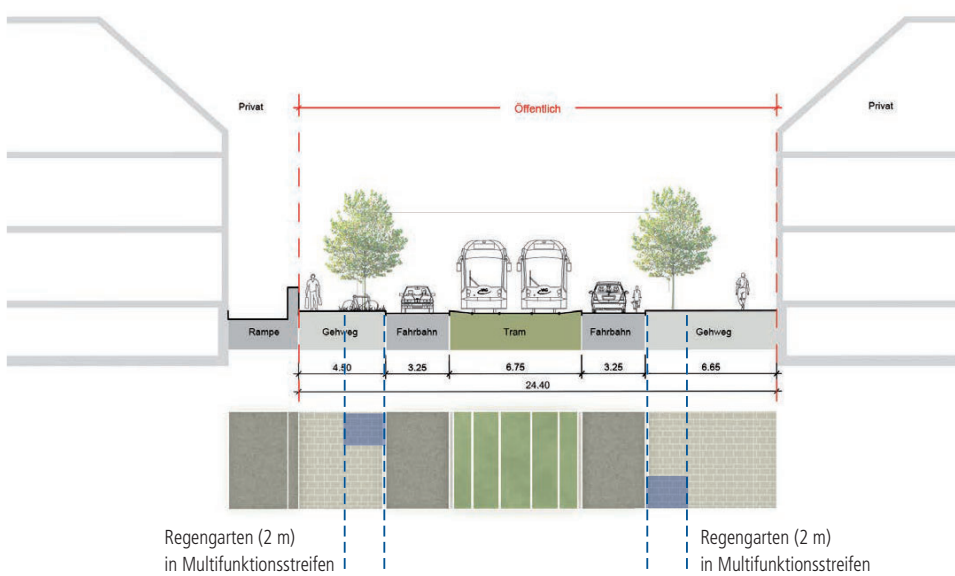 Privat
Öffentlich
Privat
Rampe
Gehweg
Fahrbahn
Tram
Fahrbahn
Gehweg
4.50
3.25
6.75
3.25
6.65
24.40
Regengarten (2 m)
in Multifunktionsstreifen
Regengarten (2 m)
in Multifunktionsstreifen